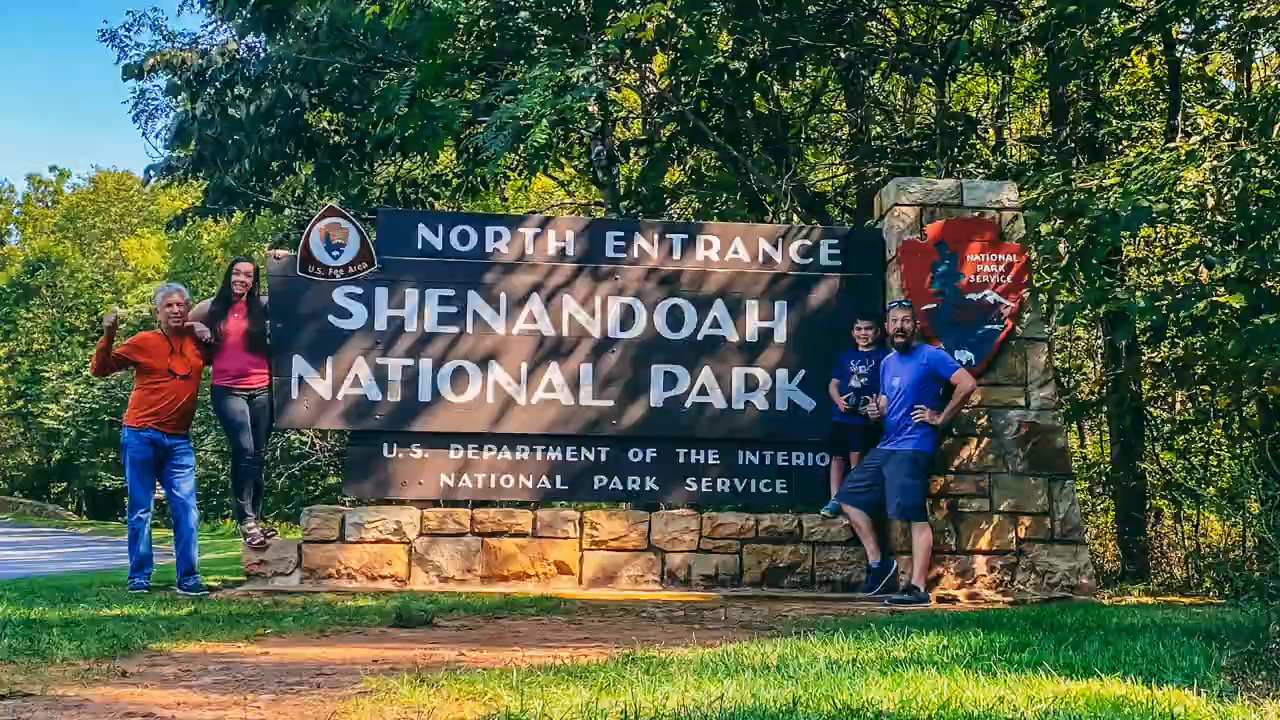 NORTH ENTRANCE
SHENANDOAH
NATIONAL PARK
U.S. DEPARTMENT OF THE INTERIO
NATIONAL PARK SERVICE
U.S. Fee Area
NATIONAL
PARK
SERVICE